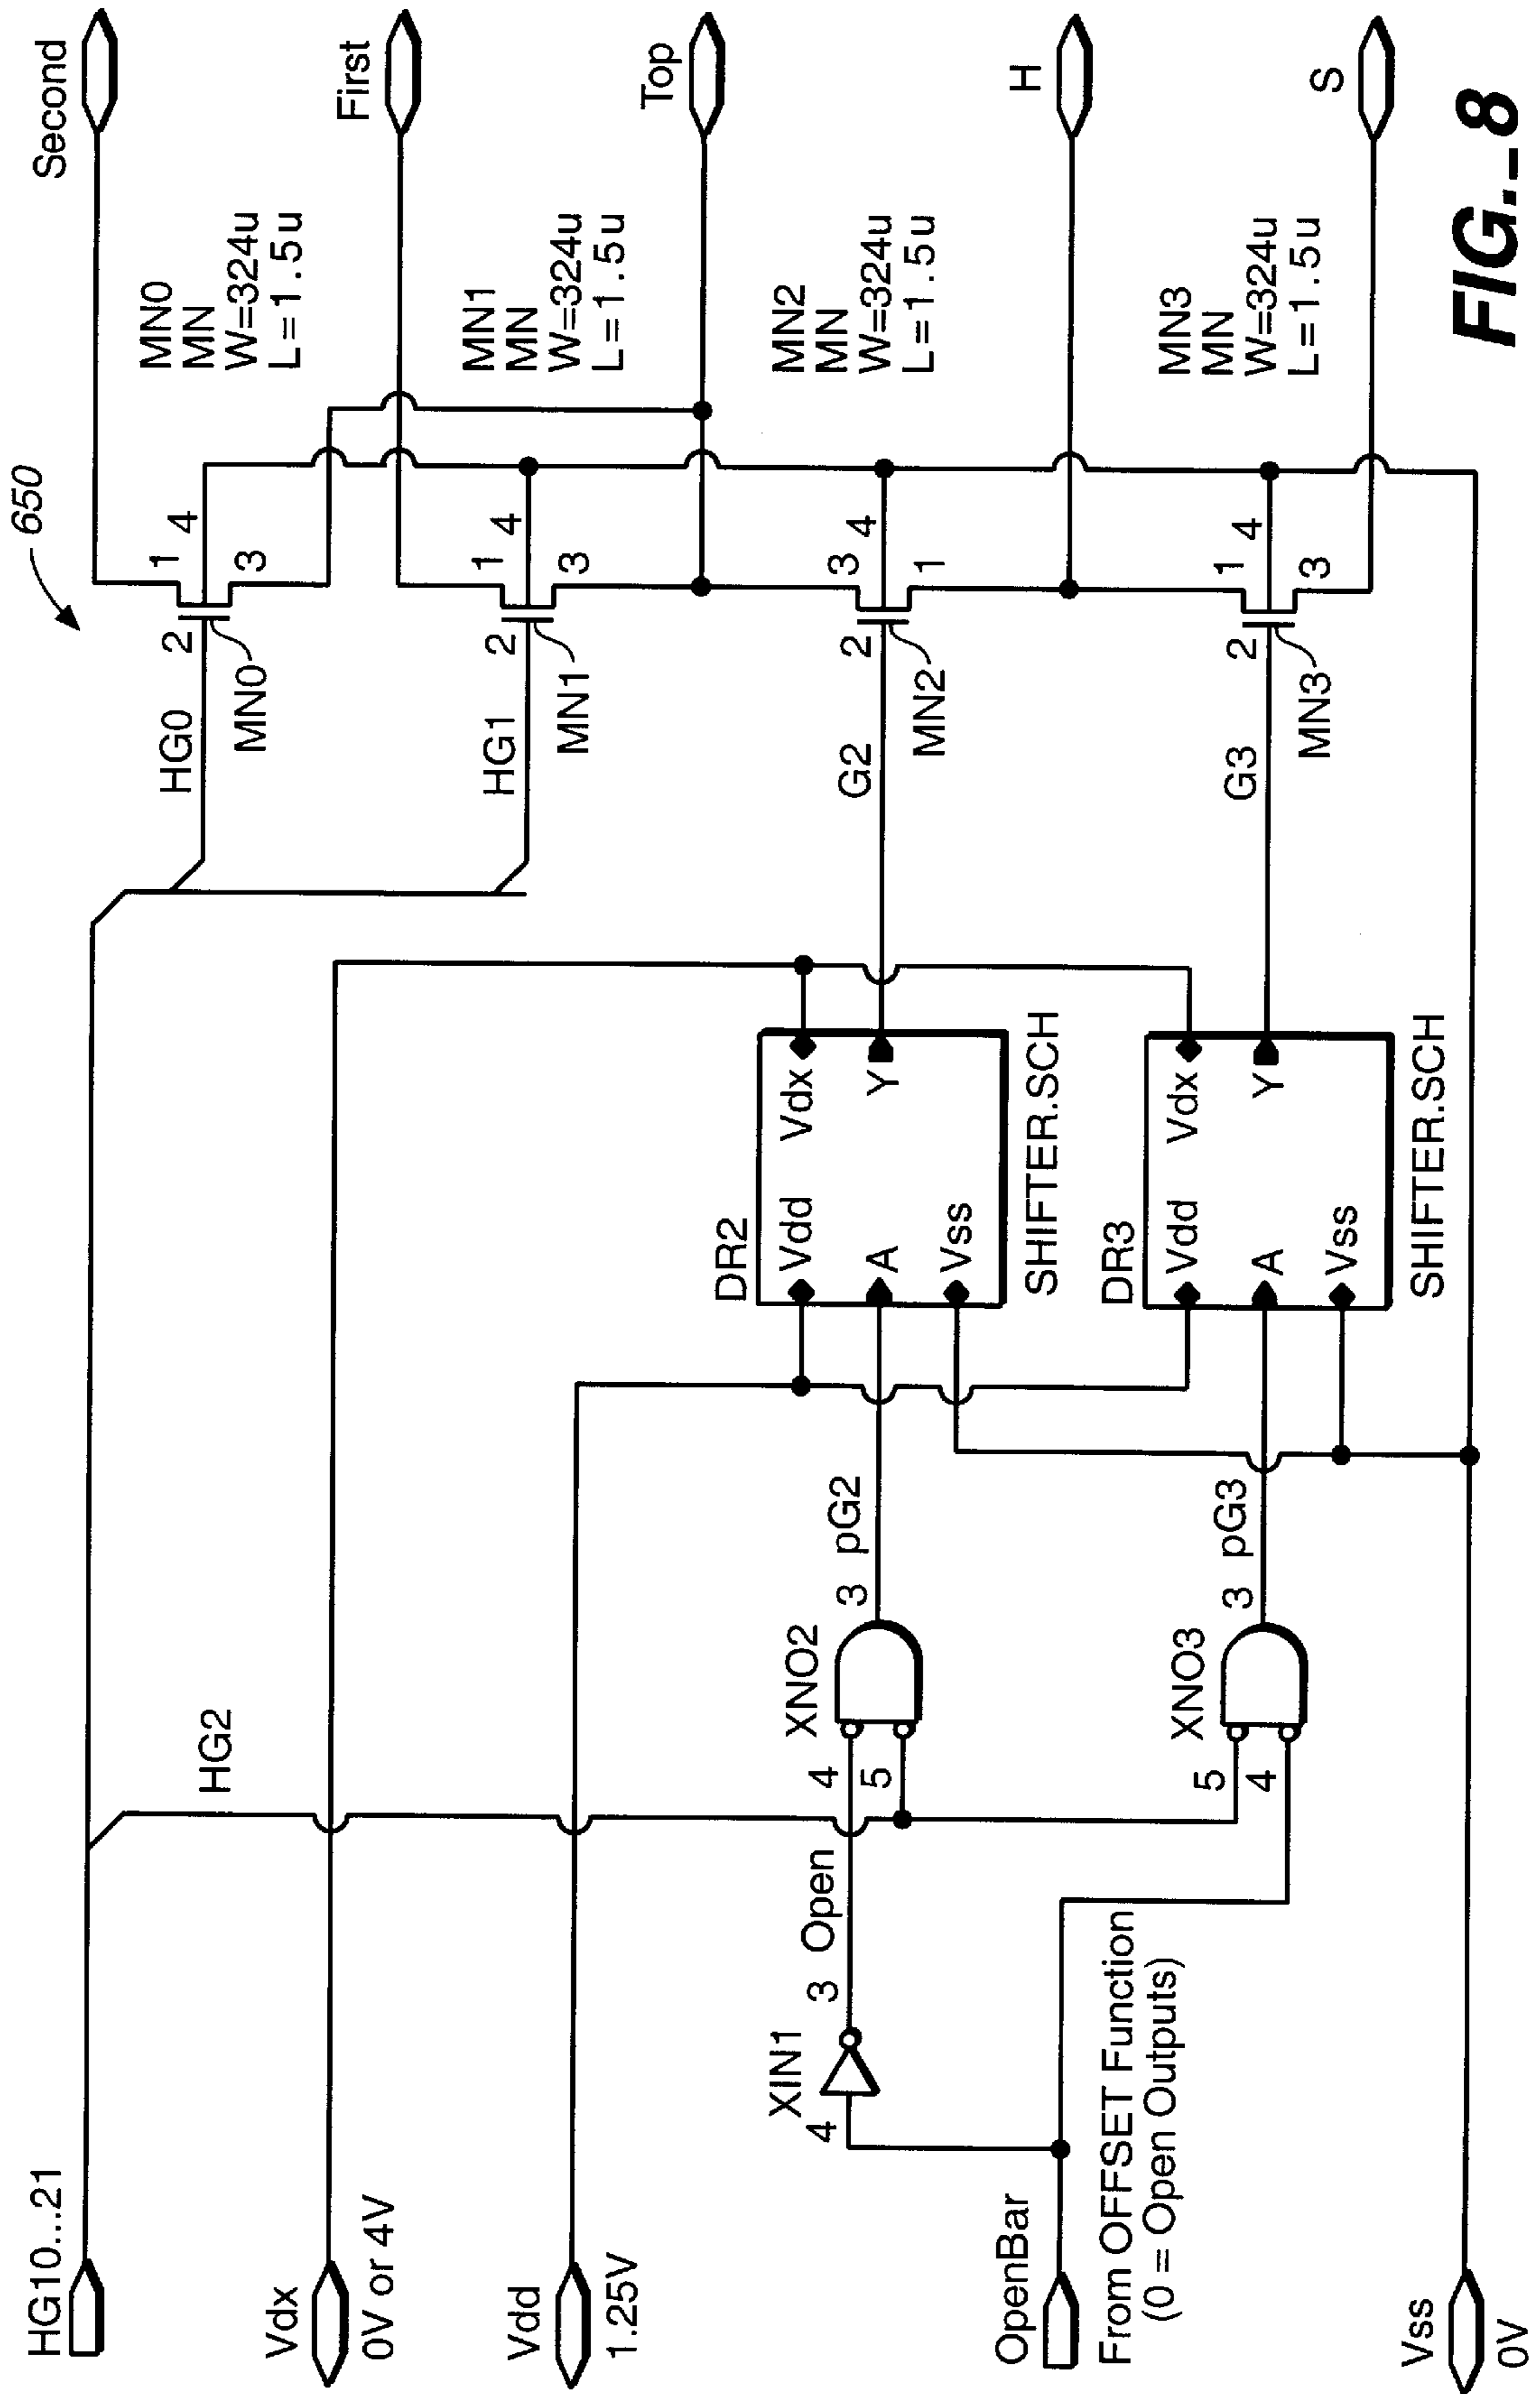 650
HG10...21
Vdx
0V or 4V
Vdd
1.25V
OpenBar
From OFFSET Function
(0 = Open Outputs)
Vss
0V
HG2
XIN1
4
3
Open
XNO2
4
5
3
pG2
XNO3
5
4
3
pG3
DR2
Vdd
Vdx
A
Y
Vss
SHIFTER.SCH
DR3
Vdd
Vdx
A
Y
Vss
SHIFTER.SCH
HG0
2
1
4
3
MN0
HG1
2
1
4
3
MN1
G2
2
3
4
1
MN2
G3
2
1
4
3
MN3
MN0
MN
W=324u
L=1.5u
MN1
MN
W=324u
L=1.5u
MN2
MN
W=324u
L=1.5u
MN3
MN
W=324u
L=1.5u
Second
First
Top
H
S
FIG._8